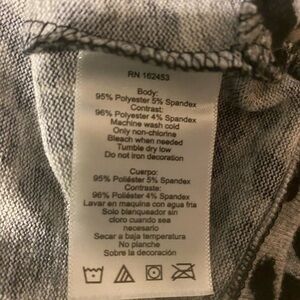 RN 162453
Body:
95% Polyester 5% Spandex
Contrast:
96% Polyester 4% Spandex
Machine wash cold
Only non-chlorine
Bleach when needed
Tumble dry low
Do not iron decoration
Cuerpo:
95% Poliéster 5% Spandex
Contraste:
96% Poliéster 4% Spandex
Lavar en maquina con agua fria
Solo blanqueador sin
cloro cuando sea
necesario
Secar a baja temperatura
No planche
Sobre la decoración